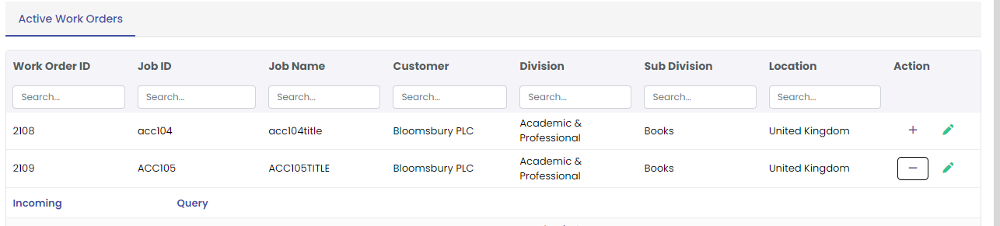 Active Work Orders
Work Order ID Job ID Job Name Customer Division Sub Division Location Action
Search... Search... Search... Search... Search... Search... Search...
2108 acc104 acc104title Bloomsbury PLC Academic & Professional Books United Kingdom
2109 ACC105 ACC105TITLE Bloomsbury PLC Academic & Professional Books United Kingdom
Incoming Query